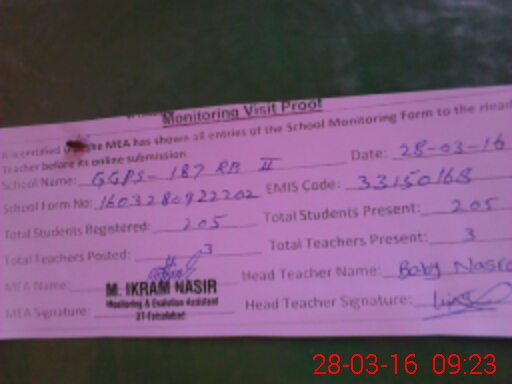 Monitoring Visit Proof
It is certified the MEA has shown all entries of the School Monitoring Form to the Head
Teacher before its online submission.
School Name: GGPS-187 RB II Date: 28-03-16
School Form No: 1603280922202 EMIS Code: 33150168
Total Students Registered: 205 Total Students Present: 205
Total Teachers Posted: 3 Total Teachers Present: 3
MEA Name: M. IKRAM NASIR Head Teacher Name: Baby Nasre
Monitoring & Evalution Assistant
MEA Signature: 31-Faisalabad Head Teacher Signature:
28-03-16 09:23